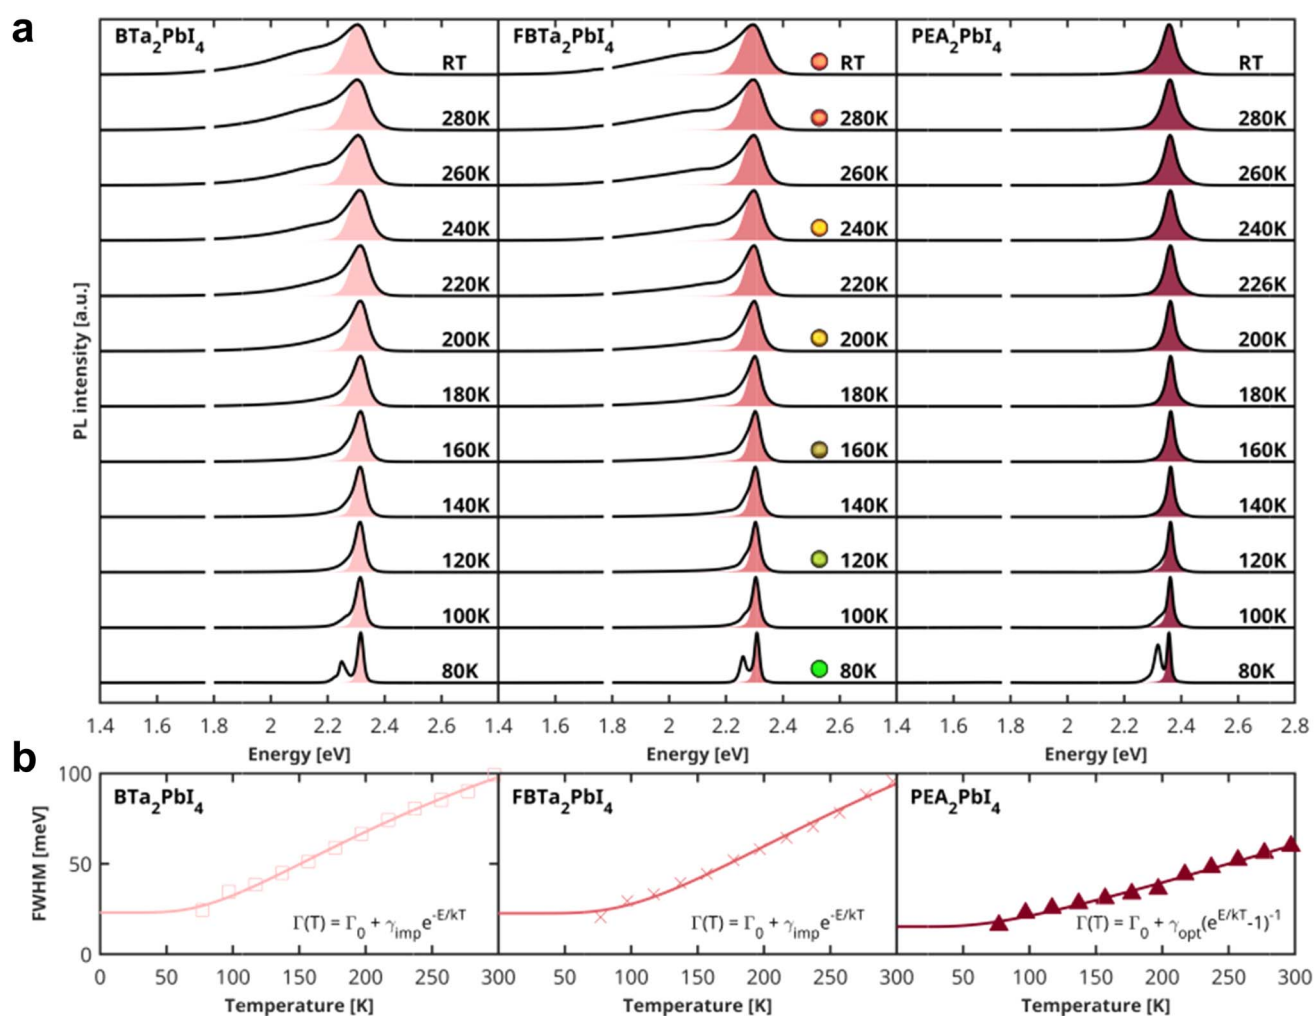 a
BTa2PbI4 FBTa2PbI4 PEA2PbI4
RT RT RT
280K 280K 280K
260K 260K 260K
240K 240K 240K
220K 220K 226K
200K 200K 200K
180K 180K 180K
160K 160K 160K
140K 140K 140K
120K 120K 120K
100K 100K 100K
80K 80K 80K
PL intensity [a.u.]
1.4 1.6 1.8 2 2.2 2.4 2.6 1.4 1.6 1.8 2 2.2 2.4 2.6 1.4 1.6 1.8 2 2.2 2.4 2.6 2.8
Energy [eV] Energy [eV] Energy [eV]
b
100
50
0
FWHM [meV]
BTa2PbI4 FBTa2PbI4 PEA2PbI4
Γ(T) = Γ0 + γimp e-E/kT Γ(T) = Γ0 + γimp e-E/kT Γ(T) = Γ0 + γopt(eE/kT-1)-1
0 50 100 150 200 250 300 50 100 150 200 250 300 50 100 150 200 250 300
Temperature [K] Temperature [K] Temperature [K]